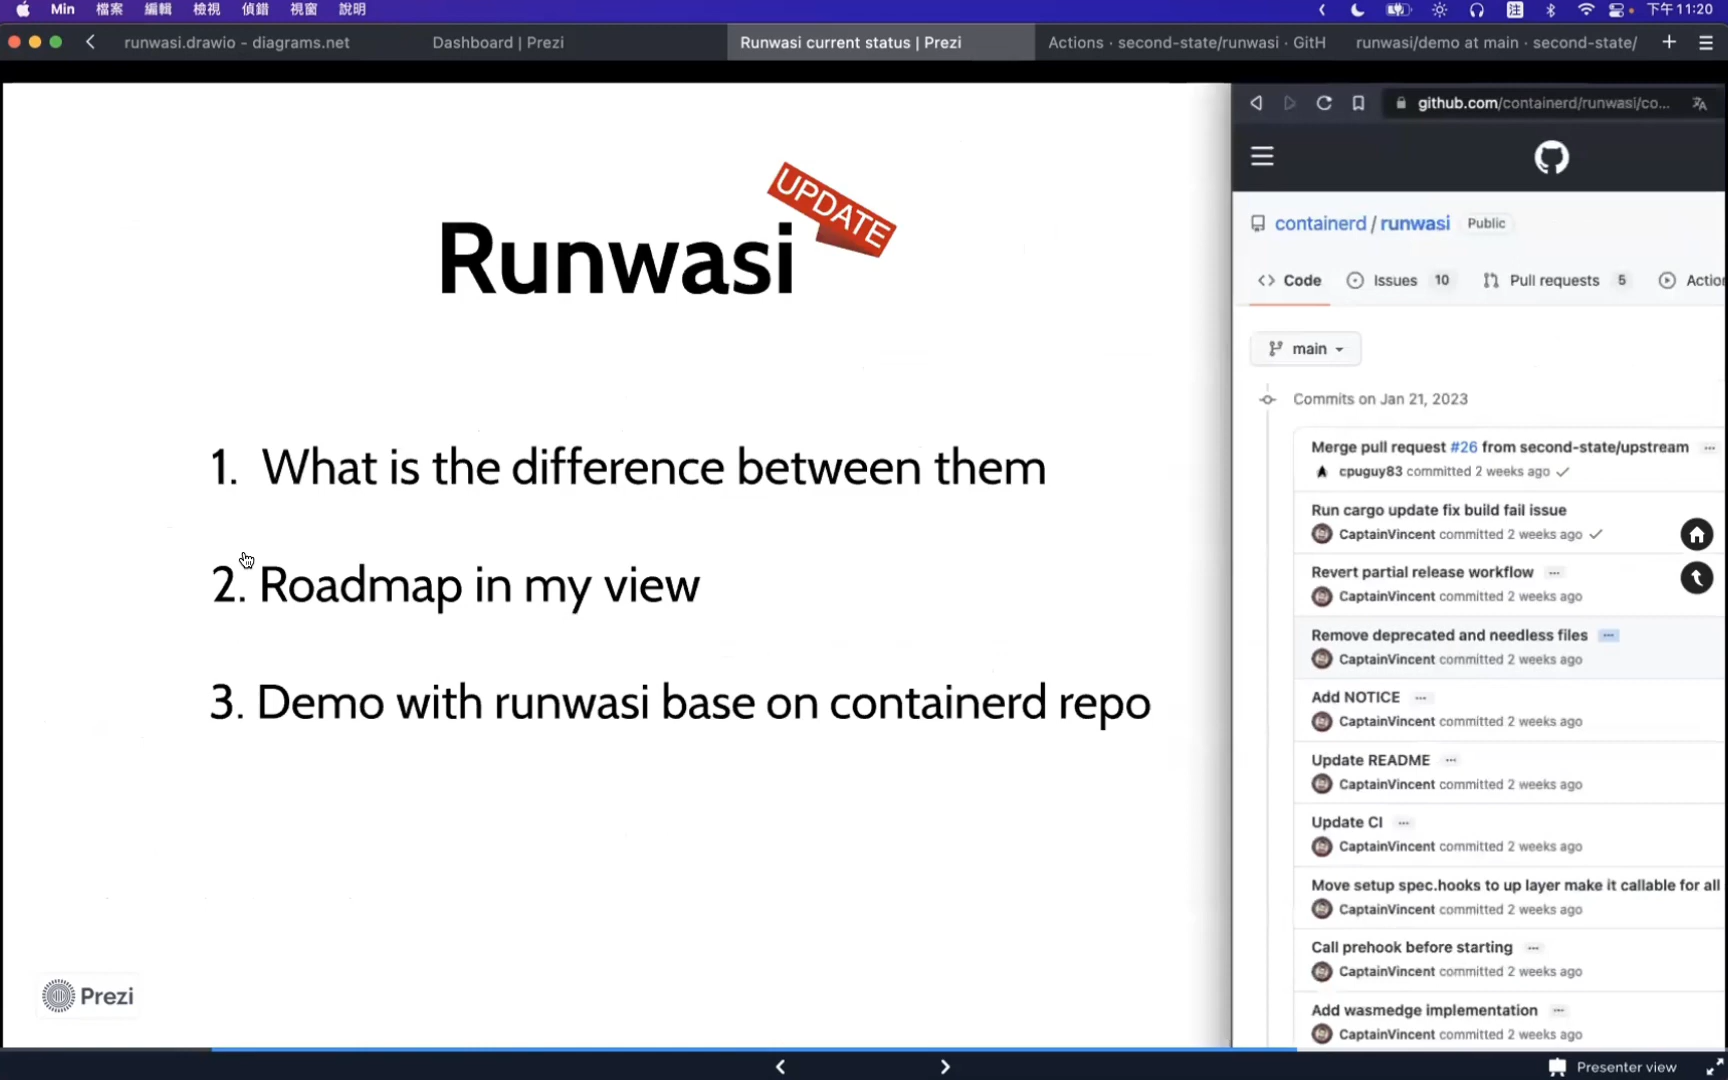 Min 檔案 編輯 檢視 偵錯 視窗 說明 注 下午11:20
runwasi.drawio - diagrams.net Dashboard | Prezi Runwasi current status | Prezi Actions · second-state/runwasi · GitH runwasi/demo at main · second-state/
github.com/containerd/runwasi/co...
UPDATE
Runwasi
1. What is the difference between them
2. Roadmap in my view
3. Demo with runwasi base on containerd repo
Prezi
containerd / runwasi Public
Code Issues 10 Pull requests 5 Actio
main
Commits on Jan 21, 2023
Merge pull request #26 from second-state/upstream
cpuguy83 committed 2 weeks ago
Run cargo update fix build fail issue
CaptainVincent committed 2 weeks ago
Revert partial release workflow
CaptainVincent committed 2 weeks ago
Remove deprecated and needless files
CaptainVincent committed 2 weeks ago
Add NOTICE
CaptainVincent committed 2 weeks ago
Update README
CaptainVincent committed 2 weeks ago
Update CI
CaptainVincent committed 2 weeks ago
Move setup spec.hooks to up layer make it callable for all
CaptainVincent committed 2 weeks ago
Call prehook before starting
CaptainVincent committed 2 weeks ago
Add wasmedge implementation
CaptainVincent committed 2 weeks ago
Presenter view